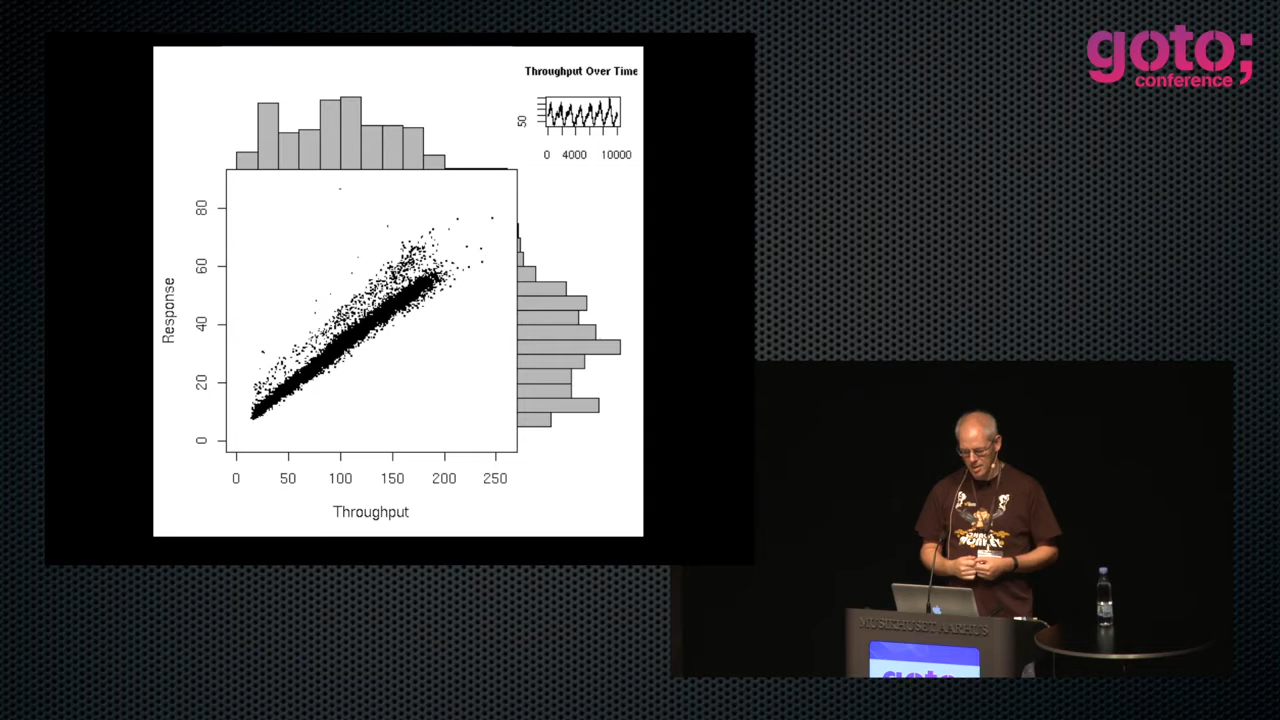 goto;
conference
Throughput Over Time
50
0 4000 10000
80
60
40
20
0
Response
0 50 100 150 200 250
Throughput
MUSIKHUSET AARHUS
goto